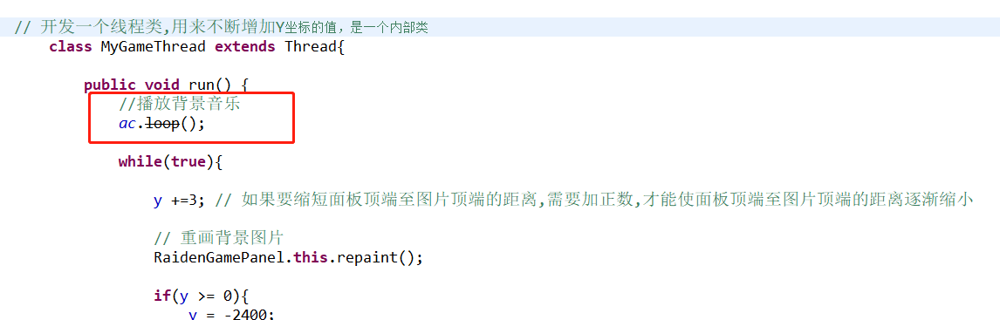 // 开发一个线程类,用来不断增加Y坐标的值，是一个内部类
class MyGameThread extends Thread{
public void run() {
//播放背景音乐
ac.loop();
while(true){
y +=3; // 如果要缩短面板顶端至图片顶端的距离,需要加正数,才能使面板顶端至图片顶端的距离逐渐缩小
// 重画背景图片
RaidenGamePanel.this.repaint();
if(y >= 0){
y = -2400;